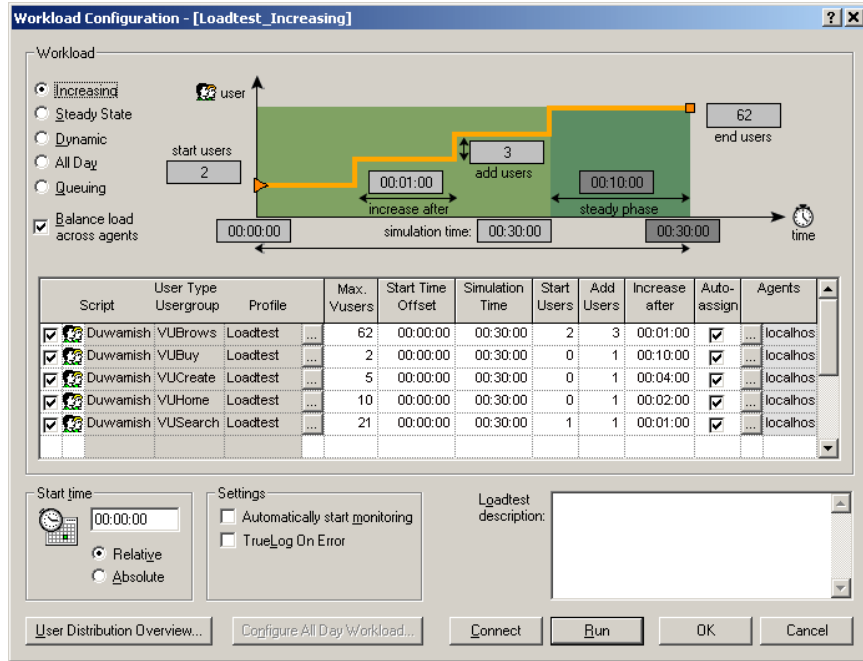 Workload Configuration - [Loadtest_Increasing]
Workload
Increasing
Steady State
Dynamic
All Day
Queuing
Balance load
across agents
user
start users
2
00:01:00
increase after
3
add users
00:10:00
steady phase
62
end users
00:00:00
simulation time: 00:30:00
00:30:00
time
Script User Type Usergroup Profile Max. Vusers Start Time Offset Simulation Time Start Users Add Users Increase after Auto-assign Agents
Duwamish VUBrows Loadtest ... 62 00:00:00 00:30:00 2 3 00:01:00 ... localhos
Duwamish VUBuy Loadtest ... 2 00:00:00 00:30:00 0 1 00:10:00 ... localhos
Duwamish VUCreate Loadtest ... 5 00:00:00 00:30:00 0 1 00:04:00 ... localhos
Duwamish VUHome Loadtest ... 10 00:00:00 00:30:00 0 1 00:02:00 ... localhos
Duwamish VUSearch Loadtest ... 21 00:00:00 00:30:00 1 1 00:01:00 ... localhos
Start time
00:00:00
Relative
Absolute
Settings
Automatically start monitoring
TrueLog On Error
Loadtest
description:
User Distribution Overview... Configure All Day Workload... Connect Run OK Cancel